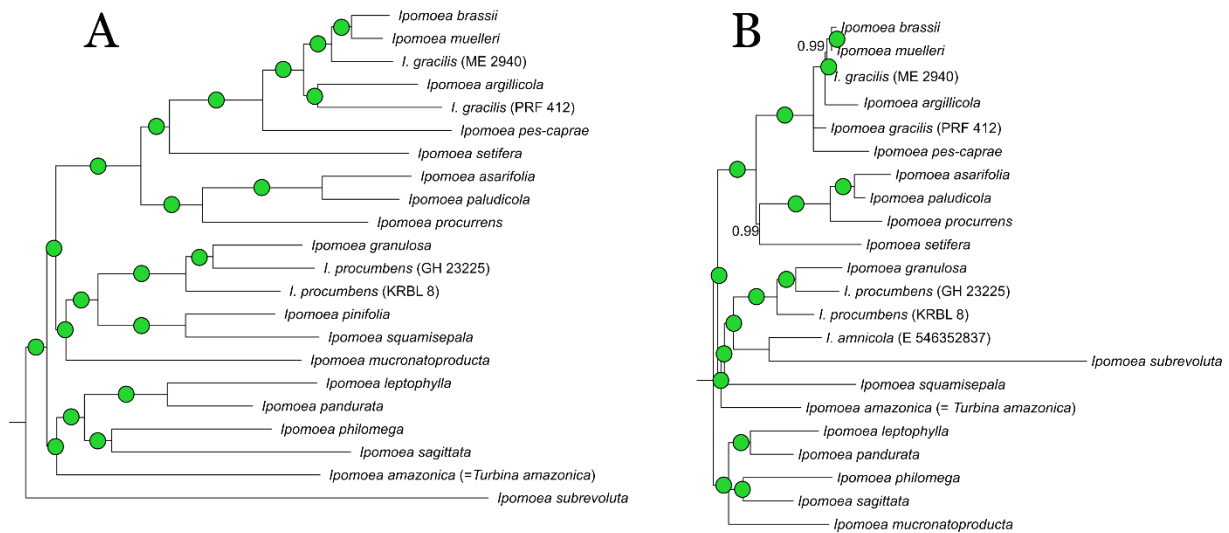 A
Ipomoea brassii
Ipomoea muelleri
I. gracilis (ME 2940)
Ipomoea argillicola
I. gracilis (PRF 412)
Ipomoea pes-caprae
Ipomoea setifera
Ipomoea asarifolia
Ipomoea paludicola
Ipomoea procurrens
Ipomoea granulosa
I. procumbens (GH 23225)
I. procumbens (KRBL 8)
Ipomoea pinifolia
Ipomoea squamisepala
Ipomoea mucronatoproducta
Ipomoea leptophylla
Ipomoea pandurata
Ipomoea philomega
Ipomoea sagittata
Ipomoea amazonica (=Turbina amazonica)
Ipomoea subrevoluta
B
Ipomoea brassii
0.99
Ipomoea muelleri
I. gracilis (ME 2940)
Ipomoea argillicola
Ipomoea gracilis (PRF 412)
Ipomoea pes-caprae
Ipomoea asarifolia
Ipomoea paludicola
Ipomoea procurrens
0.99
Ipomoea setifera
Ipomoea granulosa
I. procumbens (GH 23225)
I. procumbens (KRBL 8)
I. amnicola (E 546352837)
Ipomoea subrevoluta
Ipomoea squamisepala
Ipomoea amazonica (= Turbina amazonica)
Ipomoea leptophylla
Ipomoea pandurata
Ipomoea philomega
Ipomoea sagittata
Ipomoea mucronatoproducta